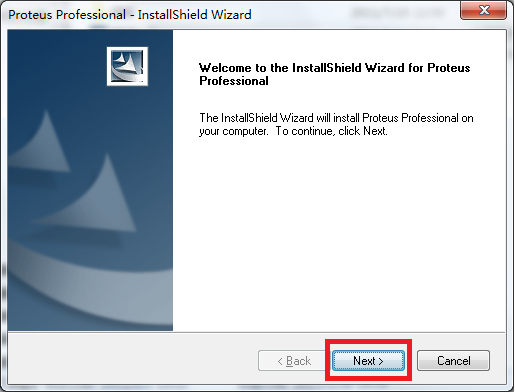 Proteus Professional - InstallShield Wizard
Welcome to the InstallShield Wizard for Proteus
Professional
The InstallShield Wizard will install Proteus Professional on
your computer. To continue, click Next.
< Back
Next >
Cancel